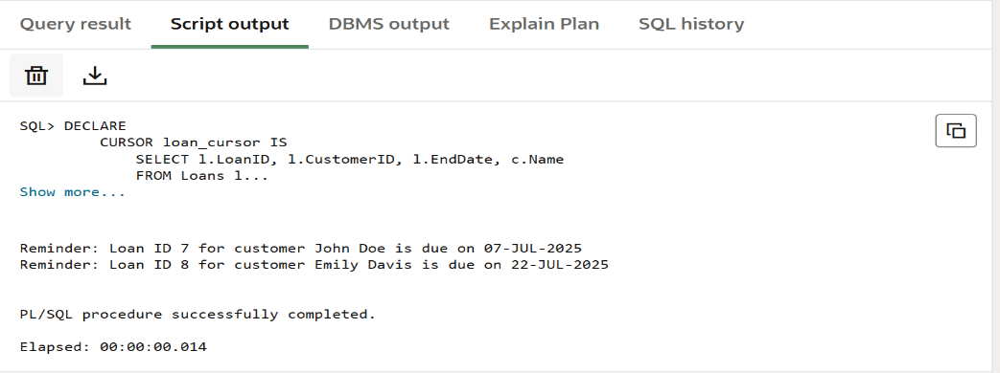 Query result Script output DBMS output Explain Plan SQL history
SQL> DECLARE
CURSOR loan_cursor IS
SELECT l.LoanID, l.CustomerID, l.EndDate, c.Name
FROM Loans l...
Show more...
Reminder: Loan ID 7 for customer John Doe is due on 07-JUL-2025
Reminder: Loan ID 8 for customer Emily Davis is due on 22-JUL-2025
PL/SQL procedure successfully completed.
Elapsed: 00:00:00.014